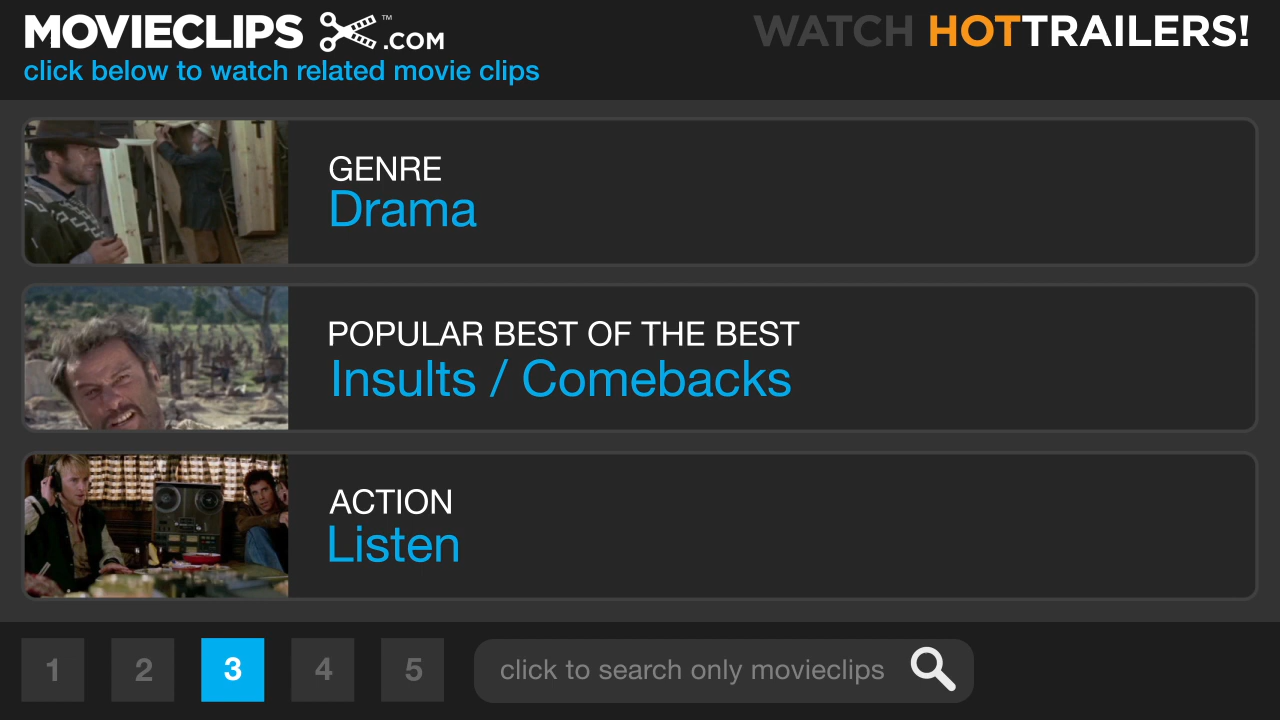 MOVIECLIPS ™ .COM
WATCH HOTTRAILERS!
click below to watch related movie clips
GENRE
Drama
POPULAR BEST OF THE BEST
Insults / Comebacks
ACTION
Listen
1 2 3 4 5
click to search only movieclips